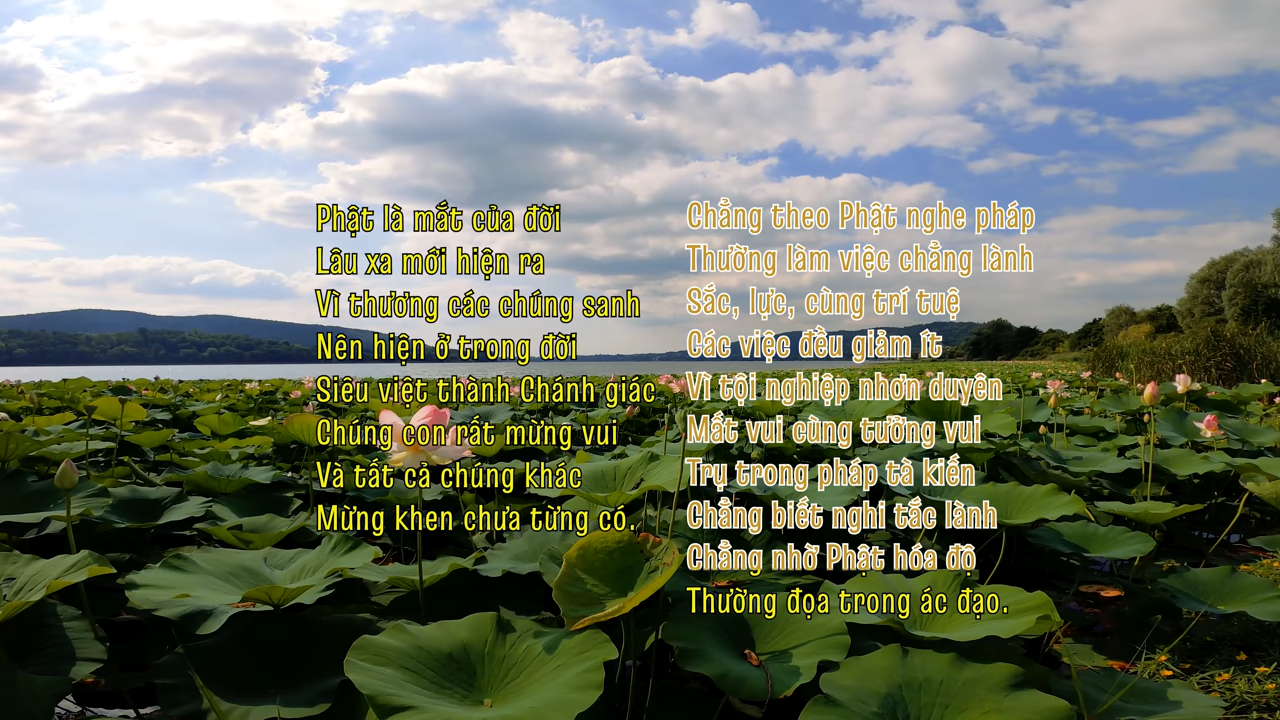 Phật là mắt của đời
Lâu xa mới hiện ra
Vì thương các chúng sanh
Nên hiện ở trong đời
Siêu việt thành Chánh giác
Chúng con rất mừng vui
Và tất cả chúng khác
Mừng khen chưa từng có.
Chẳng theo Phật nghe pháp
Thường làm việc chẳng lành
Sắc, lực, cùng trí tuệ
Các việc đều giảm ít
Vì tội nghiệp nhơn duyên
Mất vui cùng tưởng vui
Trụ trong pháp tà kiến
Chẳng biết nghi tắc lành
Chẳng nhờ Phật hóa độ
Thường đọa trong ác đạo.